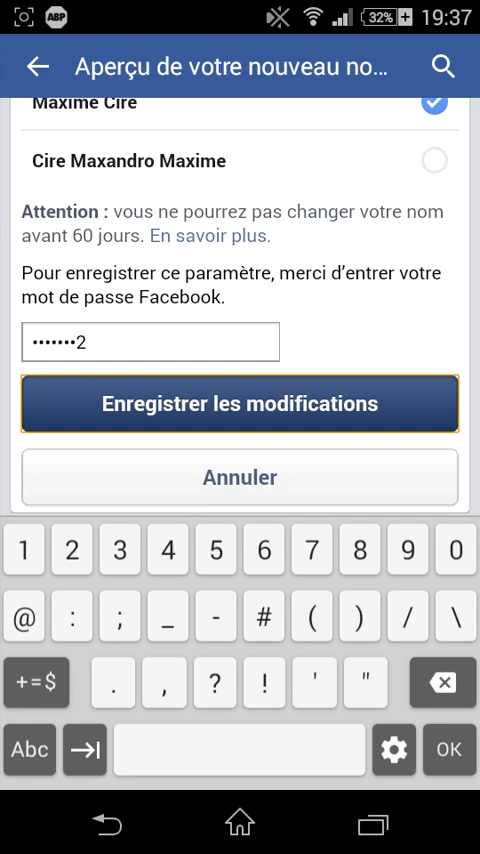 ABP
32%
19:37
Aperçu de votre nouveau no...
Maxime Cire
Cire Maxandro Maxime
Attention : vous ne pourrez pas changer votre nom
avant 60 jours. En savoir plus.
Pour enregistrer ce paramètre, merci d'entrer votre
mot de passe Facebook.
•••••••2
Enregistrer les modifications
Annuler
1 2 3 4 5 6 7 8 9 0
@ : ; _ - # ( ) / \
+=$ . , ? ! ' "
Abc OK